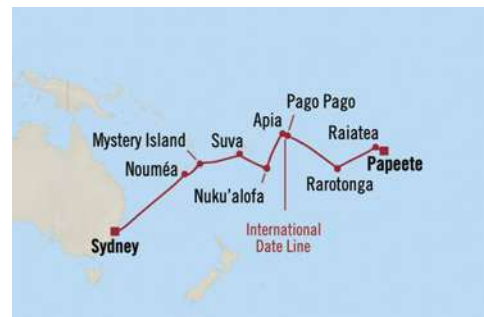 Pago Pago
Apia
Raiatea
Mystery Island
Suva
Papeete
Nouméa
Nuku'alofa
Rarotonga
Sydney
International
Date Line